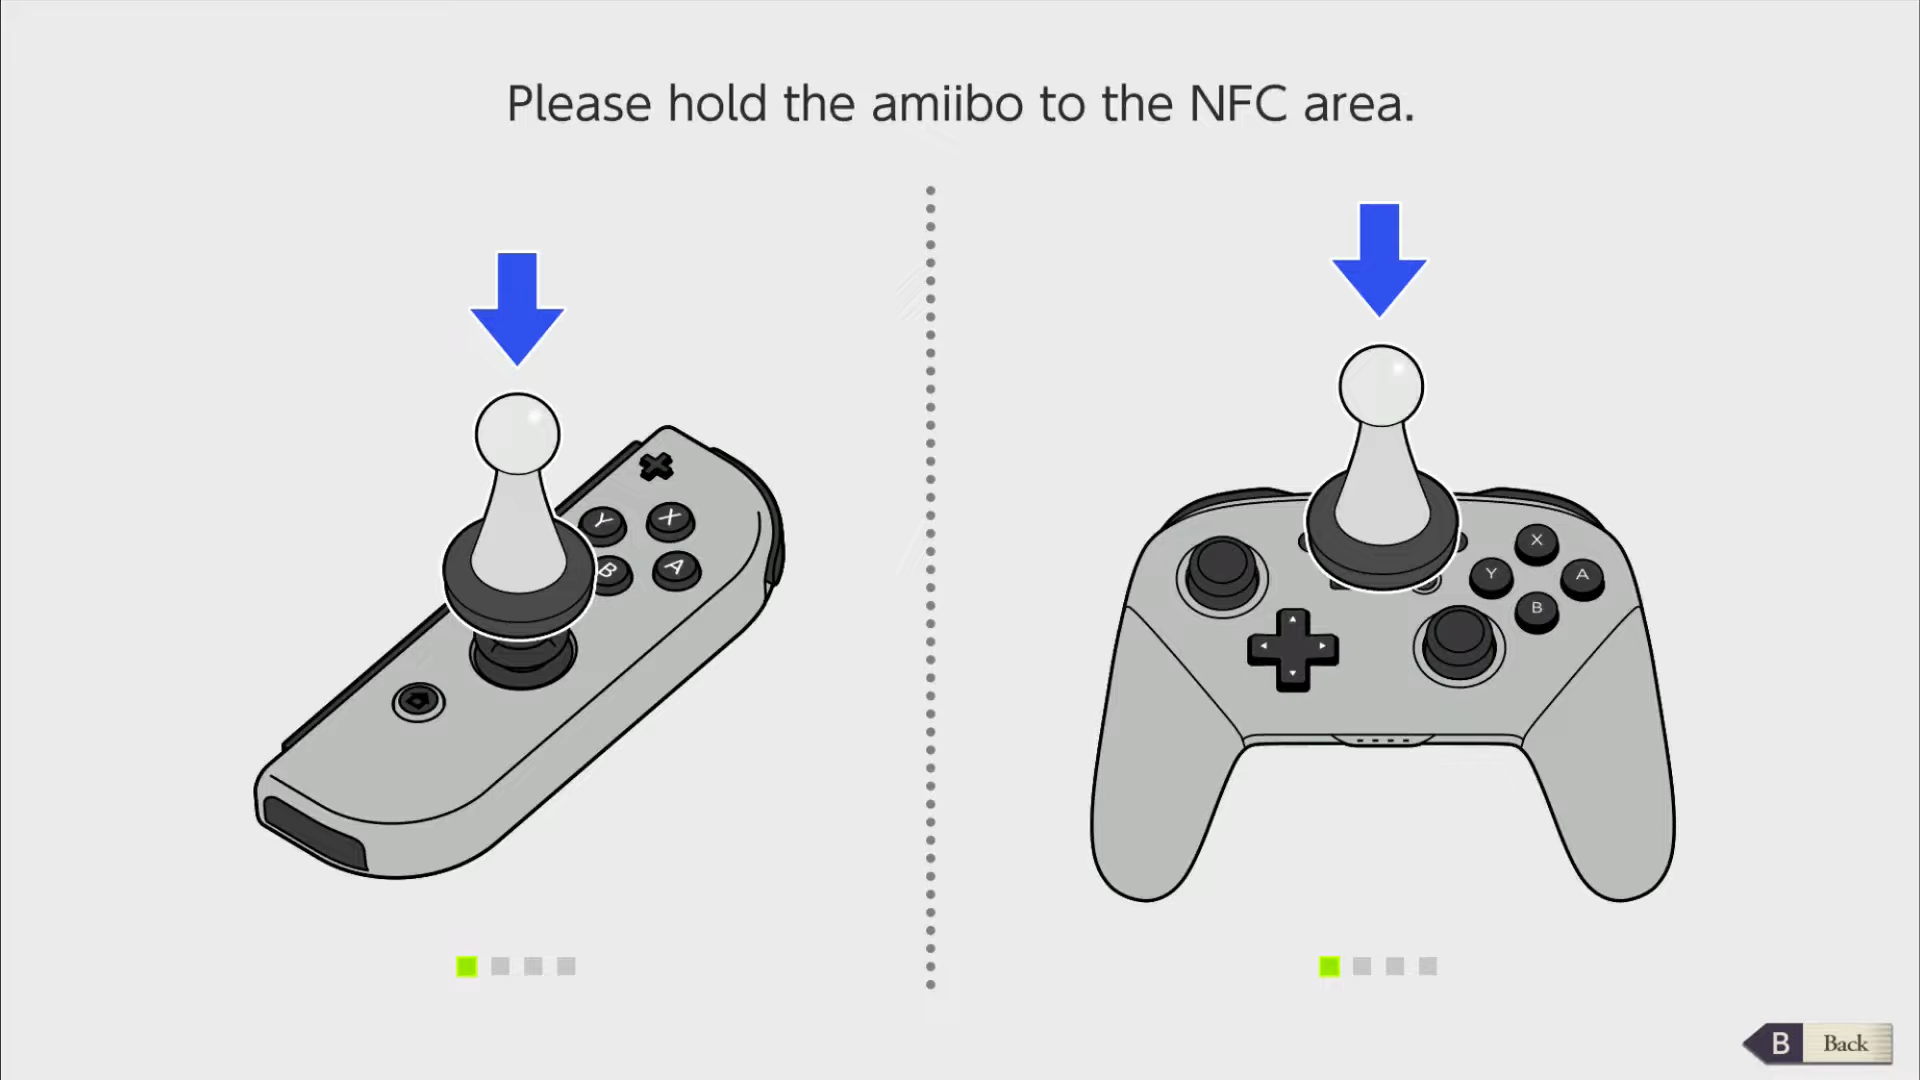 Please hold the amiibo to the NFC area.
Y X
B A
X
Y A
B
B Back